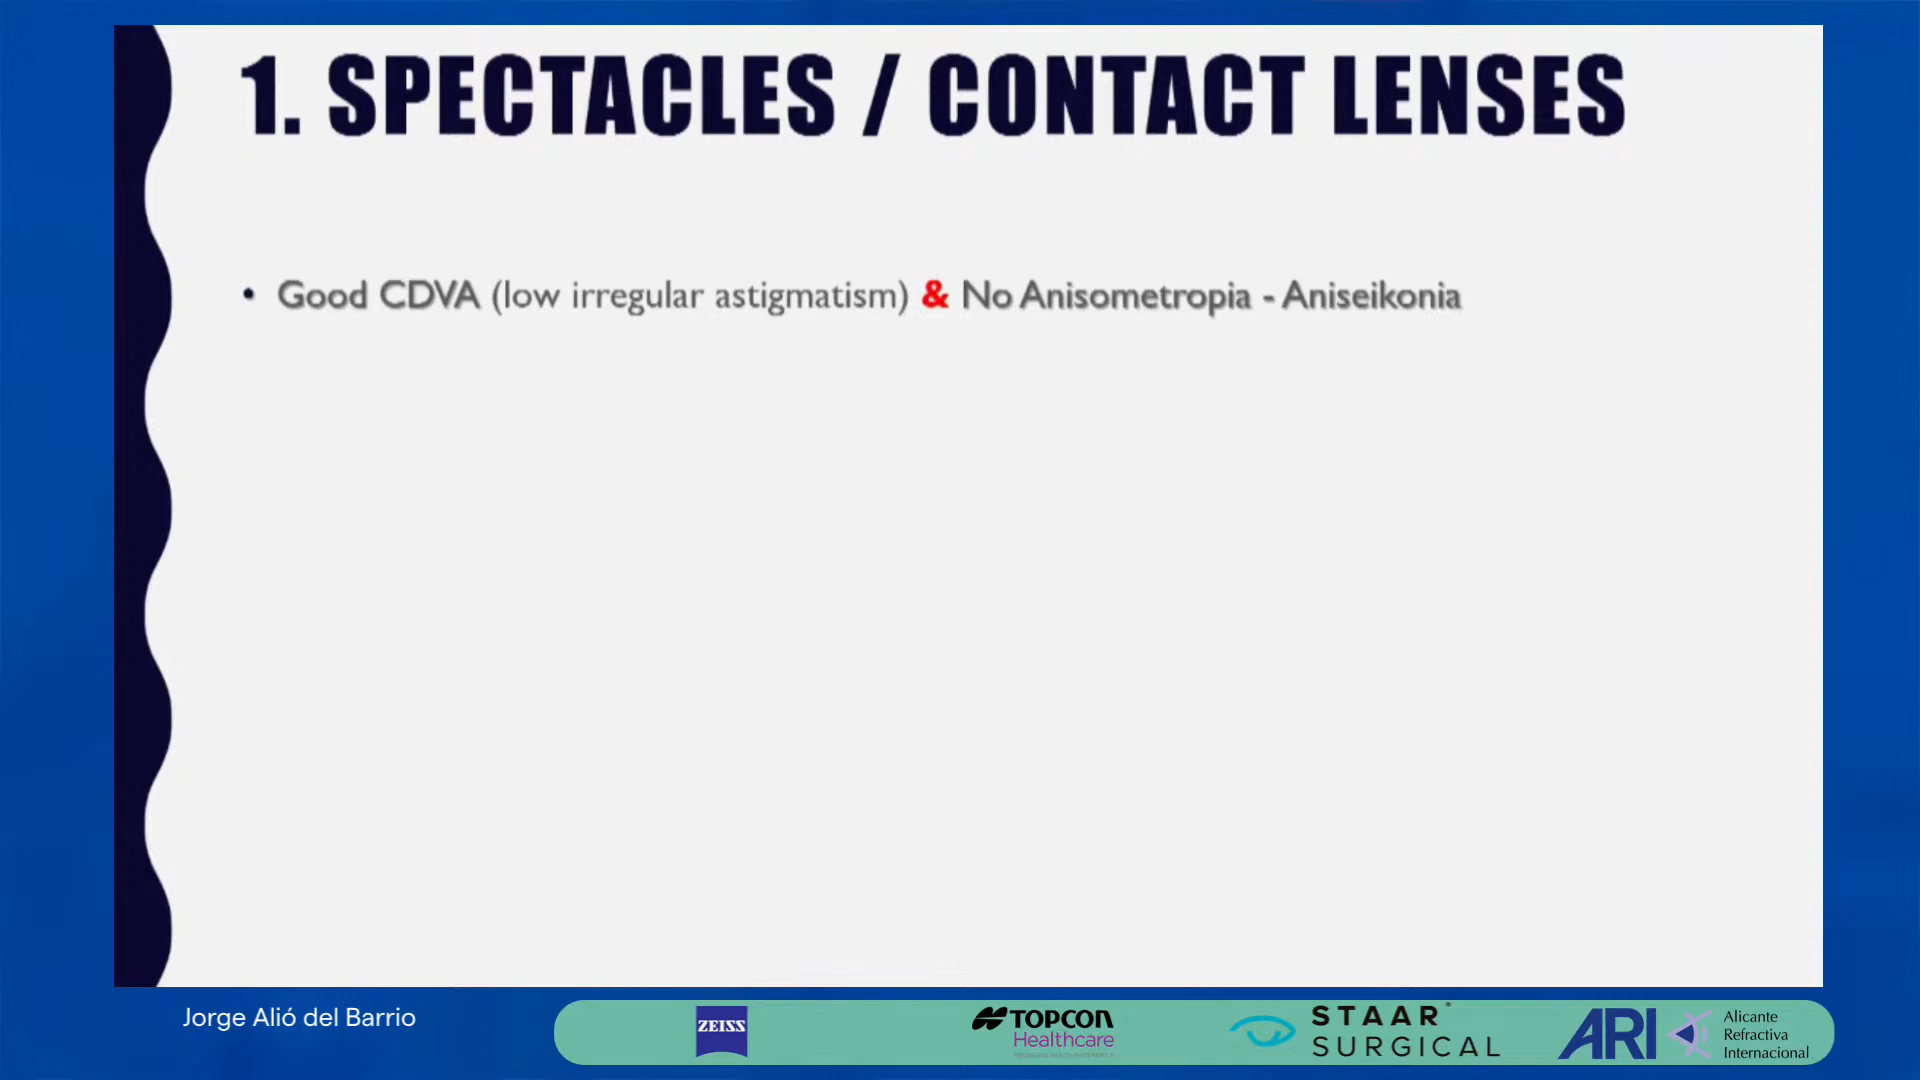 1. SPECTACLES / CONTACT LENSES
• Good CDVA (low irregular astigmatism) & No Anisometropia - Aniseikonia
Jorge Alió del Barrio
ZEISS
TOPCON
Healthcare
STAAR
SURGICAL
ARI
Alicante
Refractiva
Internacional